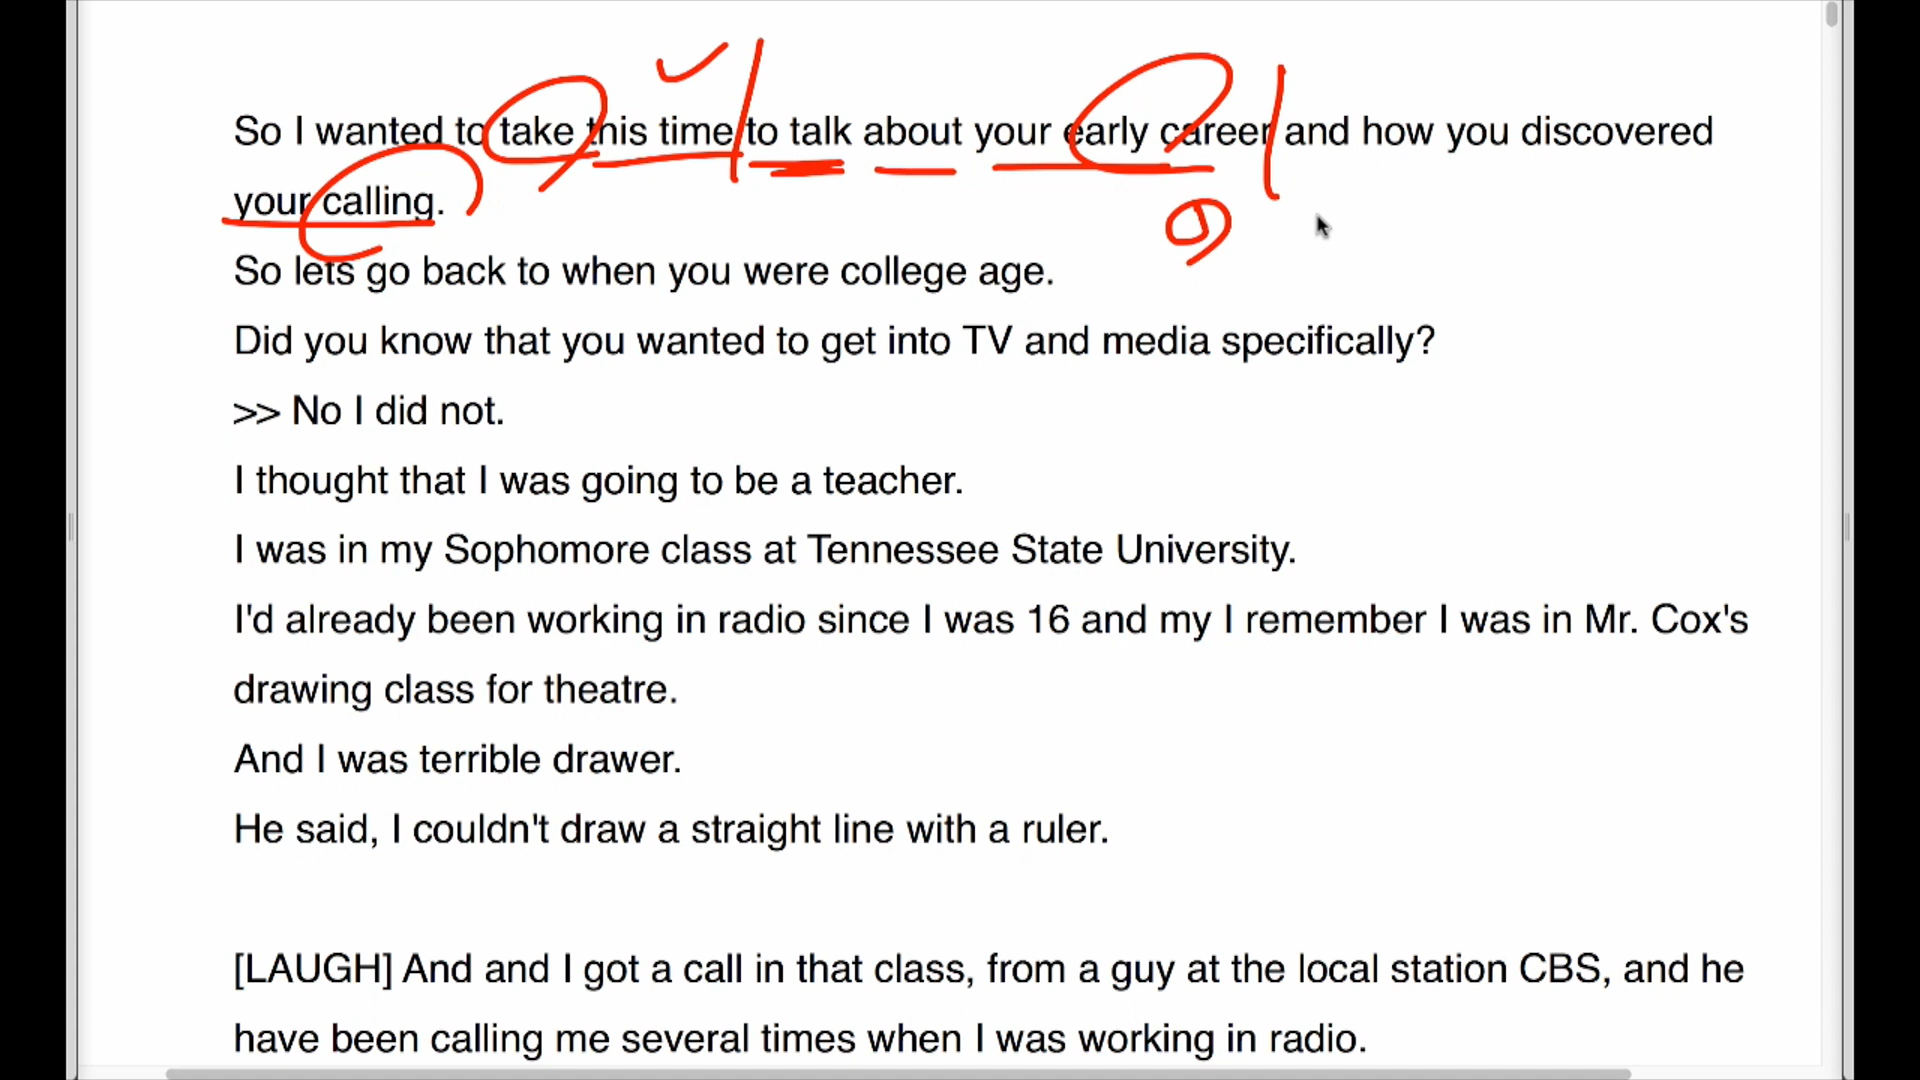 So I wanted to take this time to talk about your early career and how you discovered
your calling.
So lets go back to when you were college age.
Did you know that you wanted to get into TV and media specifically?
>> No I did not.
I thought that I was going to be a teacher.
I was in my Sophomore class at Tennessee State University.
I'd already been working in radio since I was 16 and my I remember I was in Mr. Cox's
drawing class for theatre.
And I was terrible drawer.
He said, I couldn't draw a straight line with a ruler.
[LAUGH] And and I got a call in that class, from a guy at the local station CBS, and he
have been calling me several times when I was working in radio.